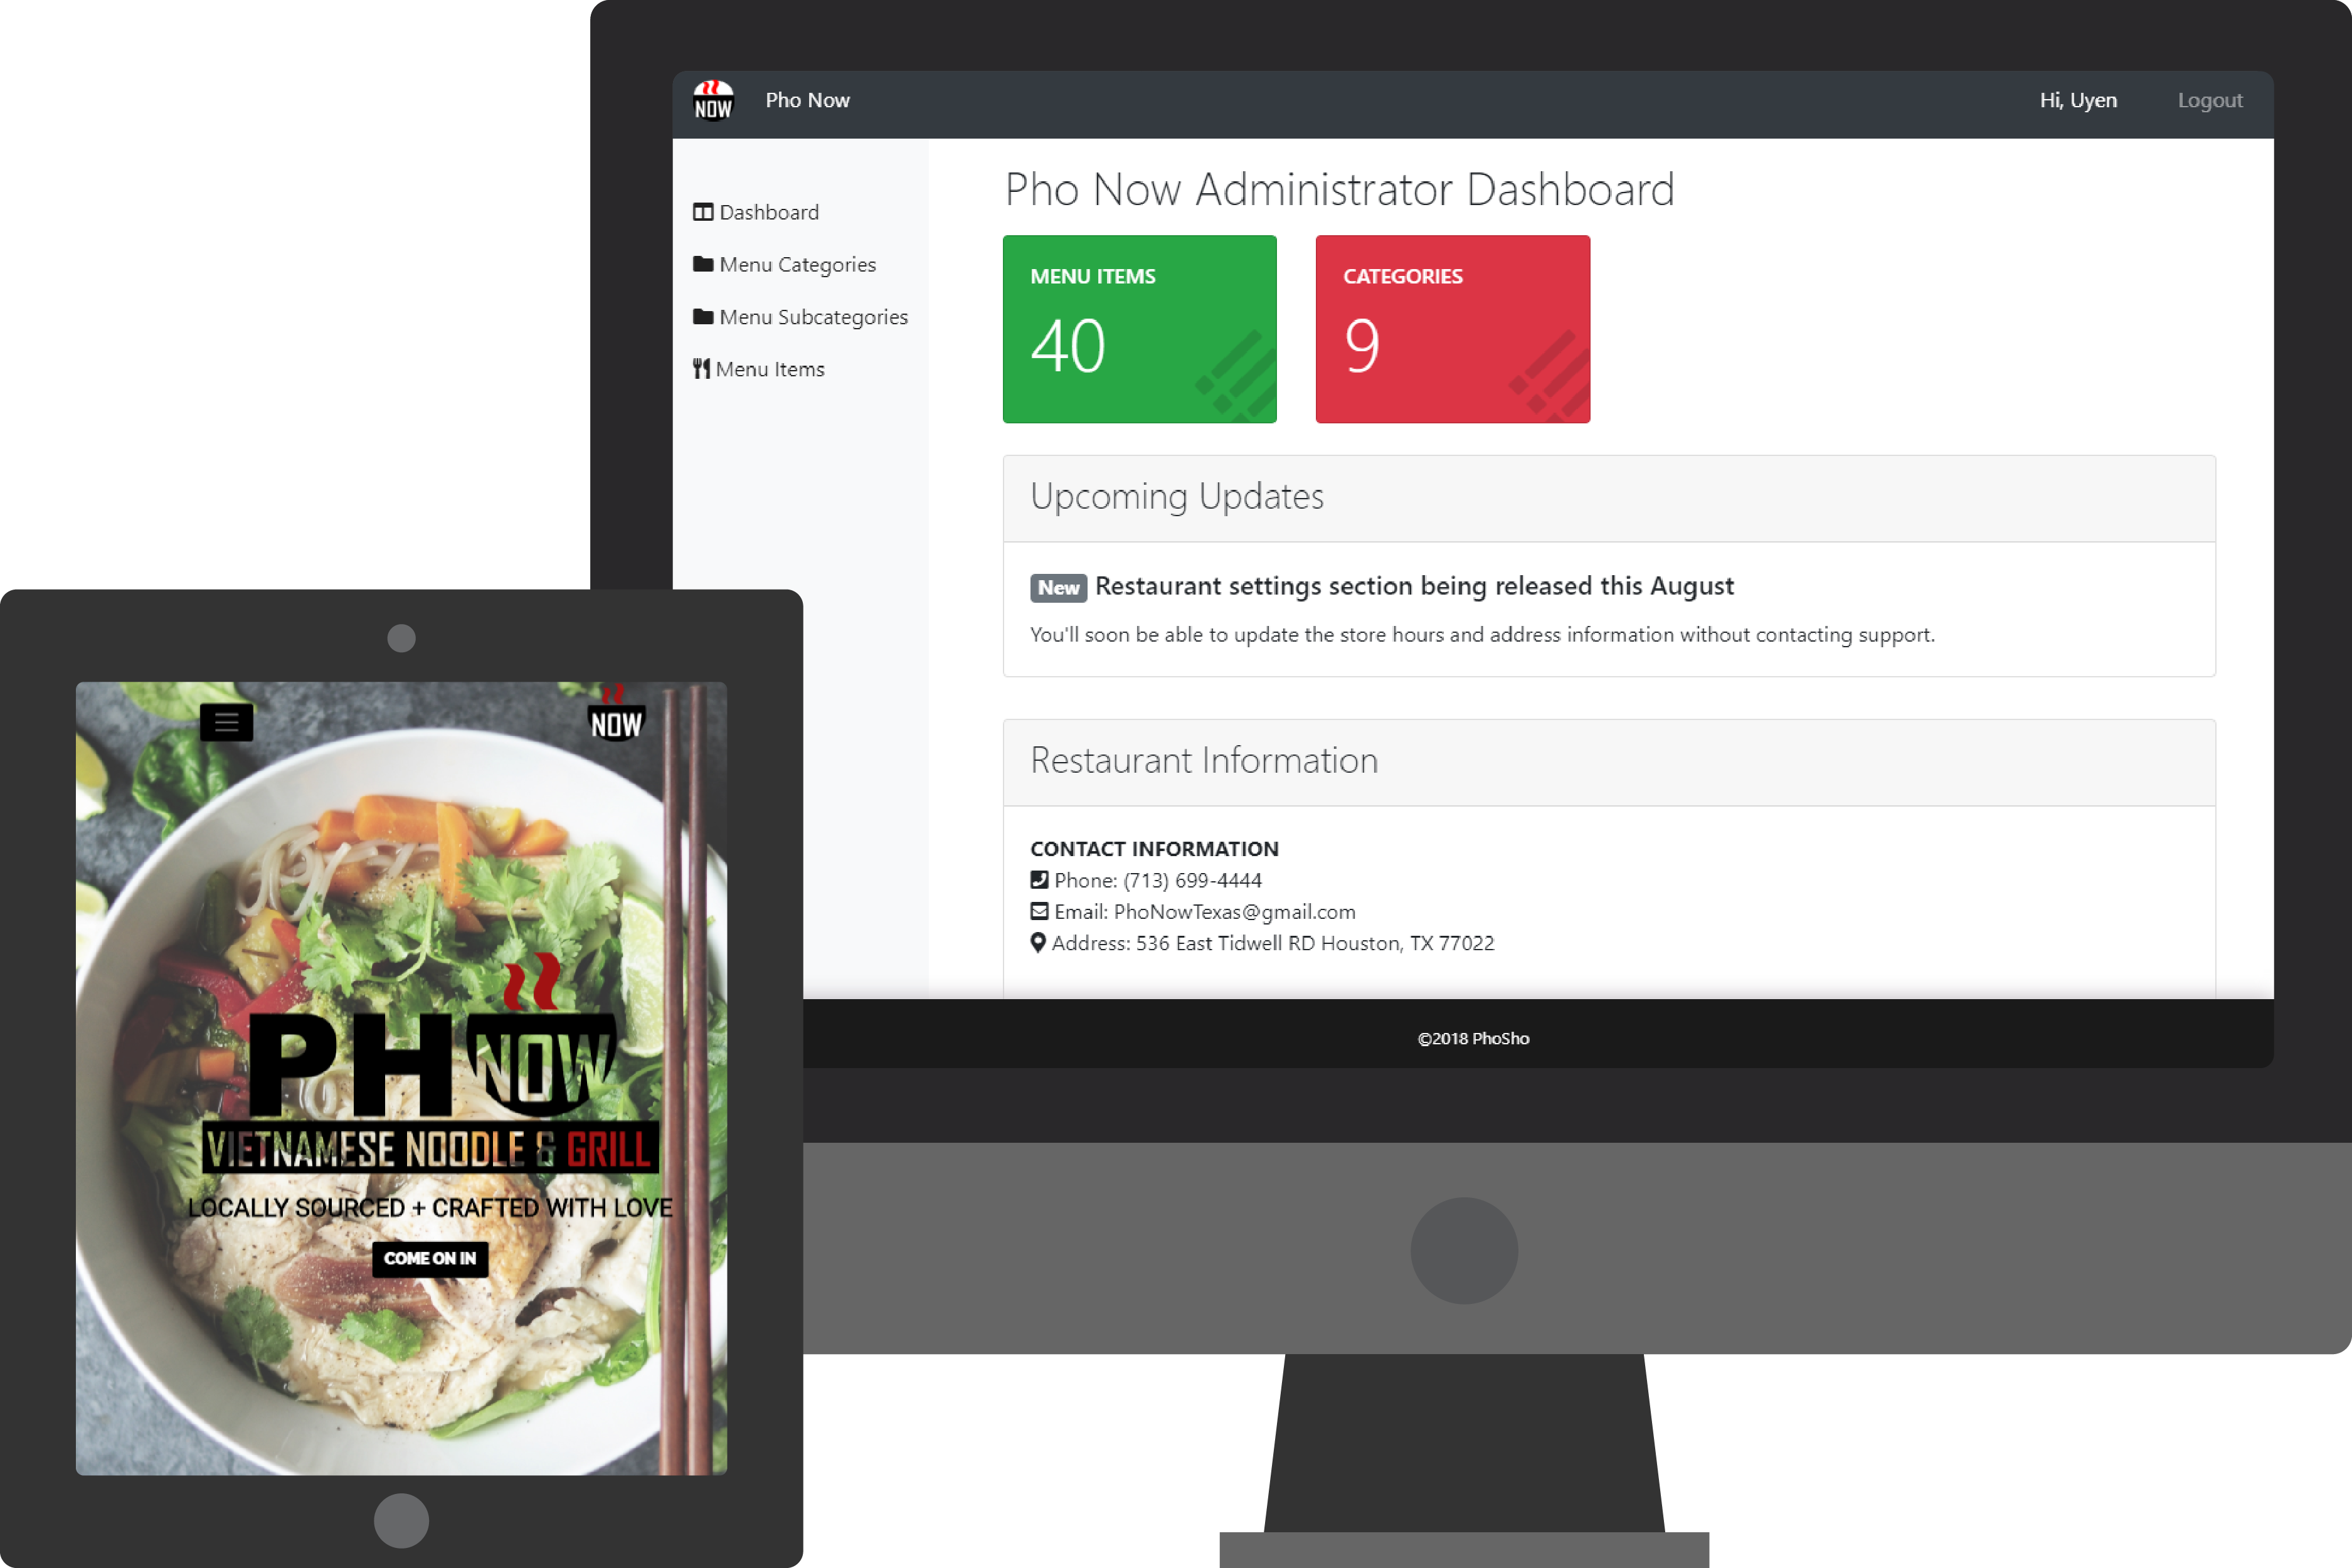 NOW
Pho Now
Hi, Uyen
Logout
Dashboard
Menu Categories
Menu Subcategories
Menu Items
Pho Now Administrator Dashboard
MENU ITEMS
40
CATEGORIES
9
Upcoming Updates
New Restaurant settings section being released this August
You'll soon be able to update the store hours and address information without contacting support.
Restaurant Information
CONTACT INFORMATION
Phone: (713) 699-4444
Email: PhoNowTexas@gmail.com
Address: 536 East Tidwell RD Houston, TX 77022
©2018 PhoSho
NOW
PH NOW
VIETNAMESE NOODLE & GRILL
LOCALLY SOURCED + CRAFTED WITH LOVE
COME ON IN